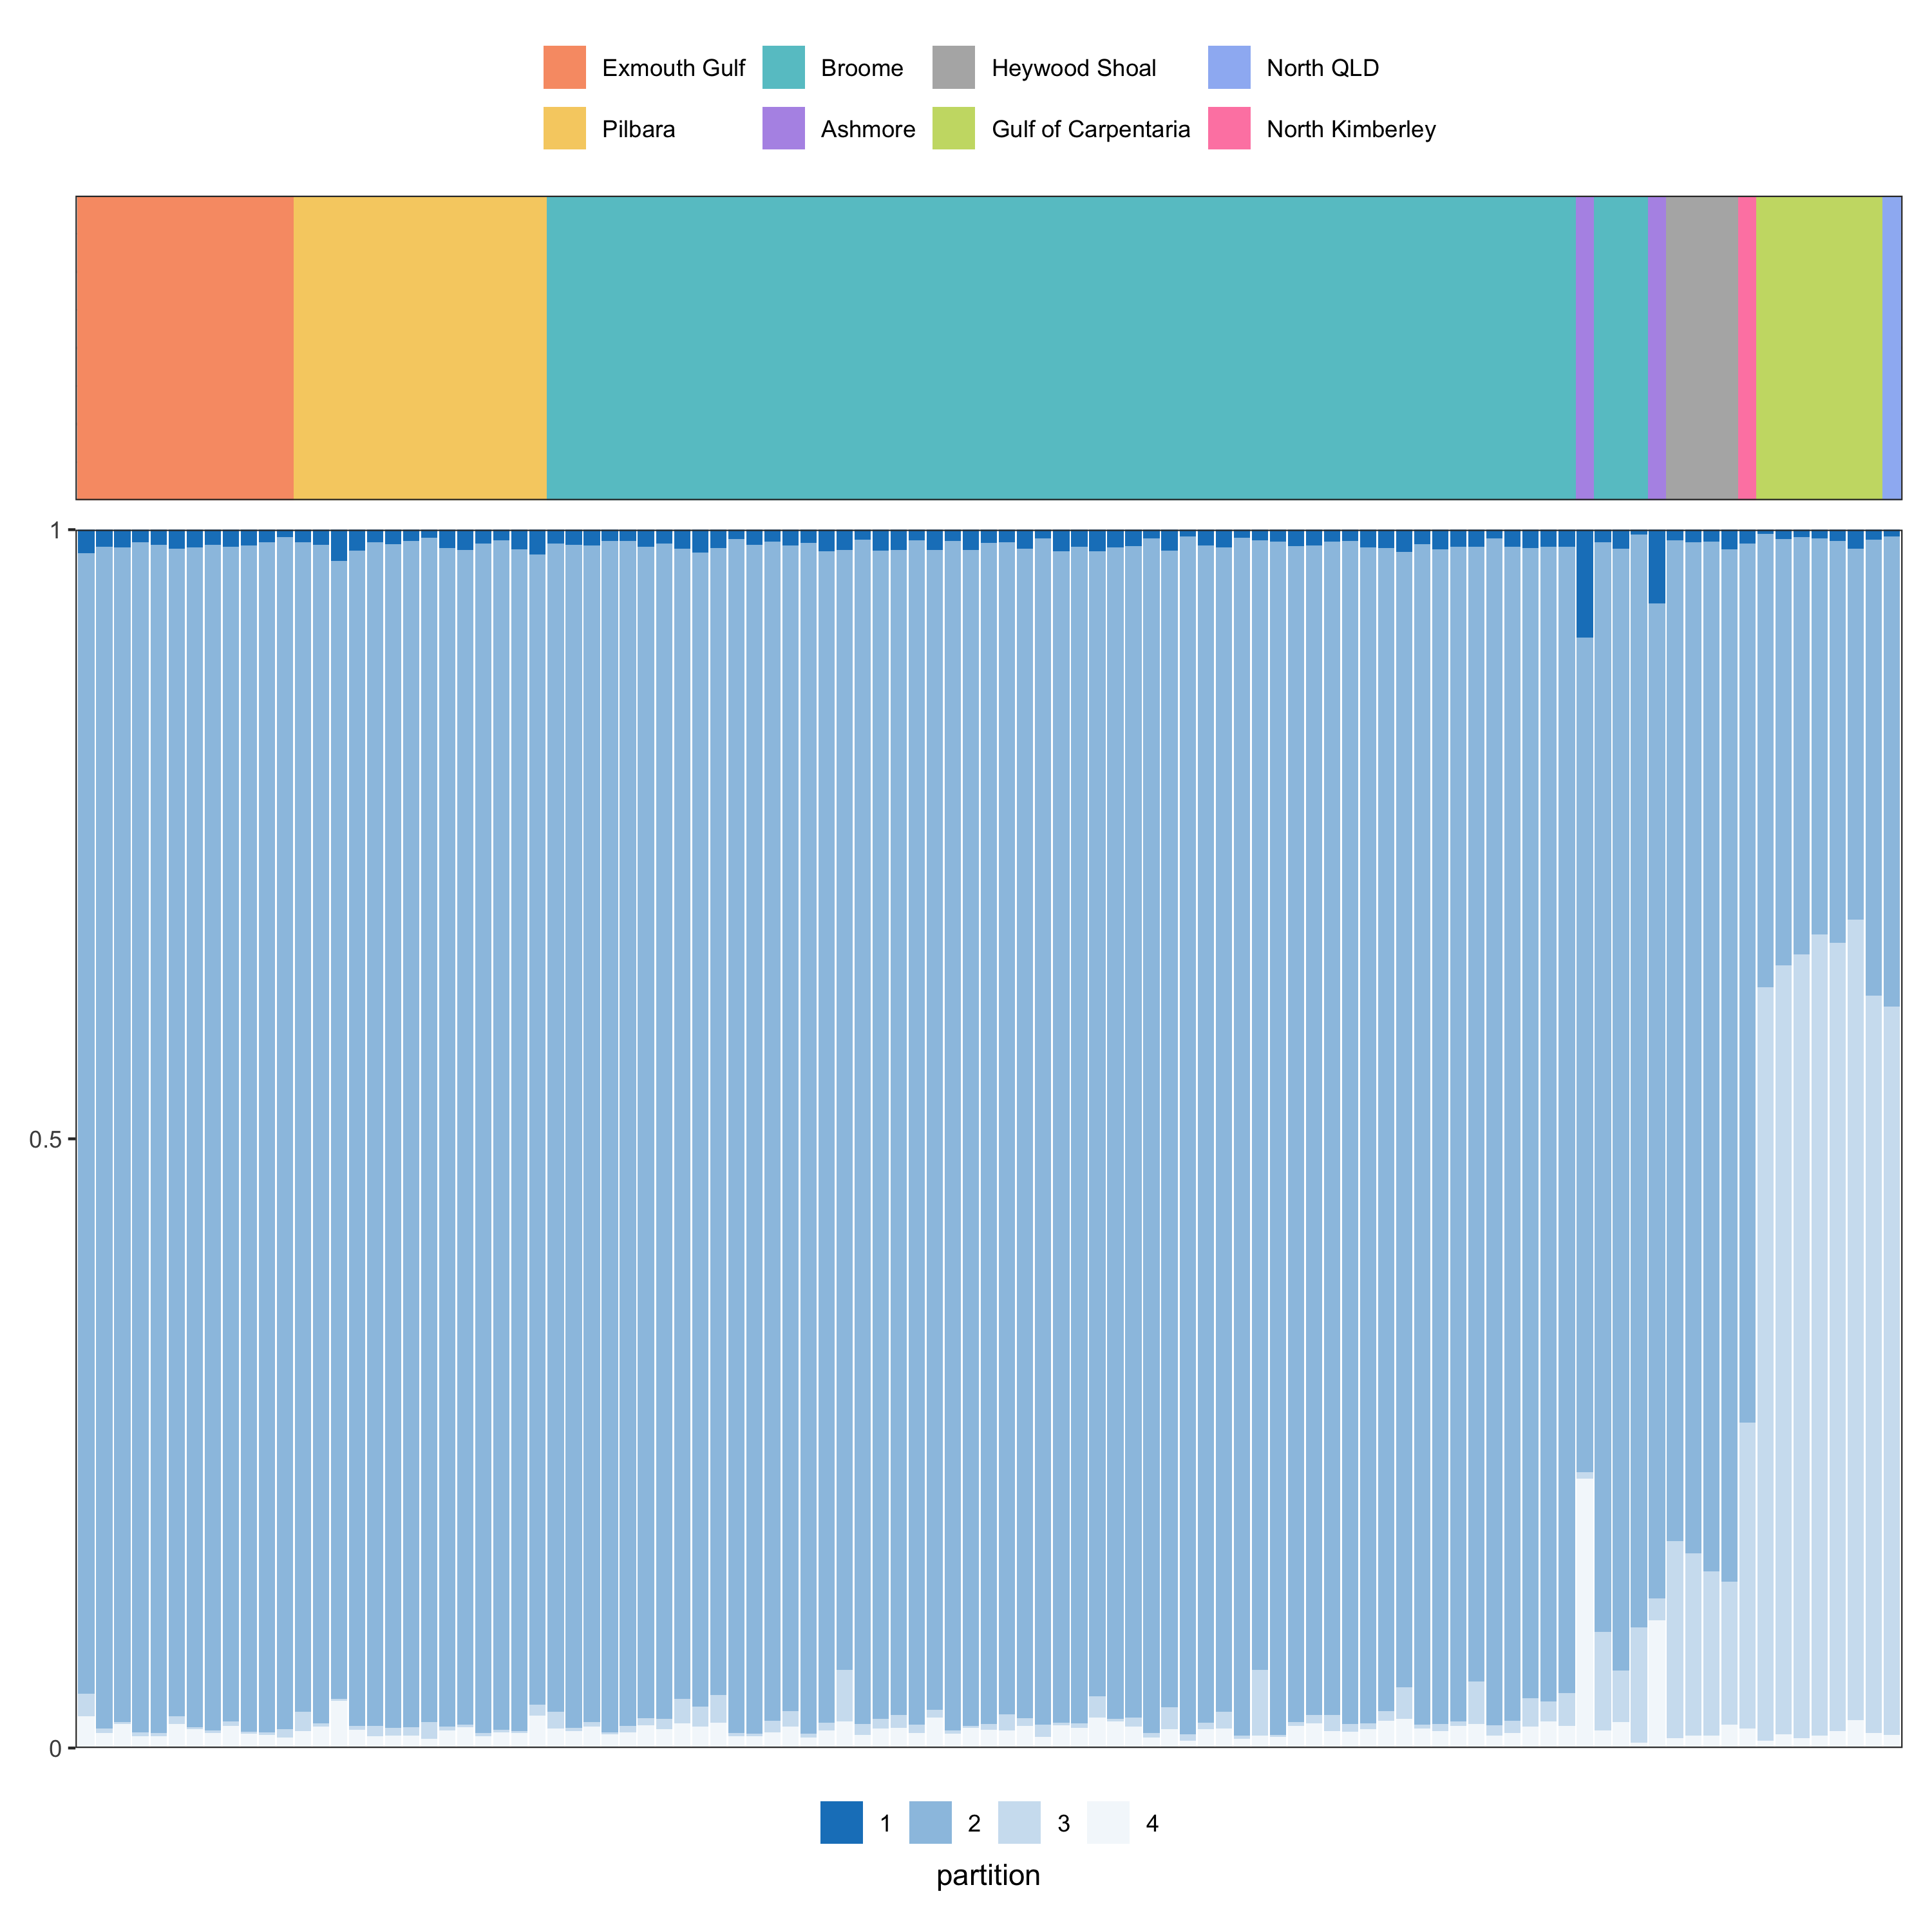 Exmouth Gulf Broome Heywood Shoal North QLD
Pilbara Ashmore Gulf of Carpentaria North Kimberley
1
0.5
0
1 2 3 4
partition